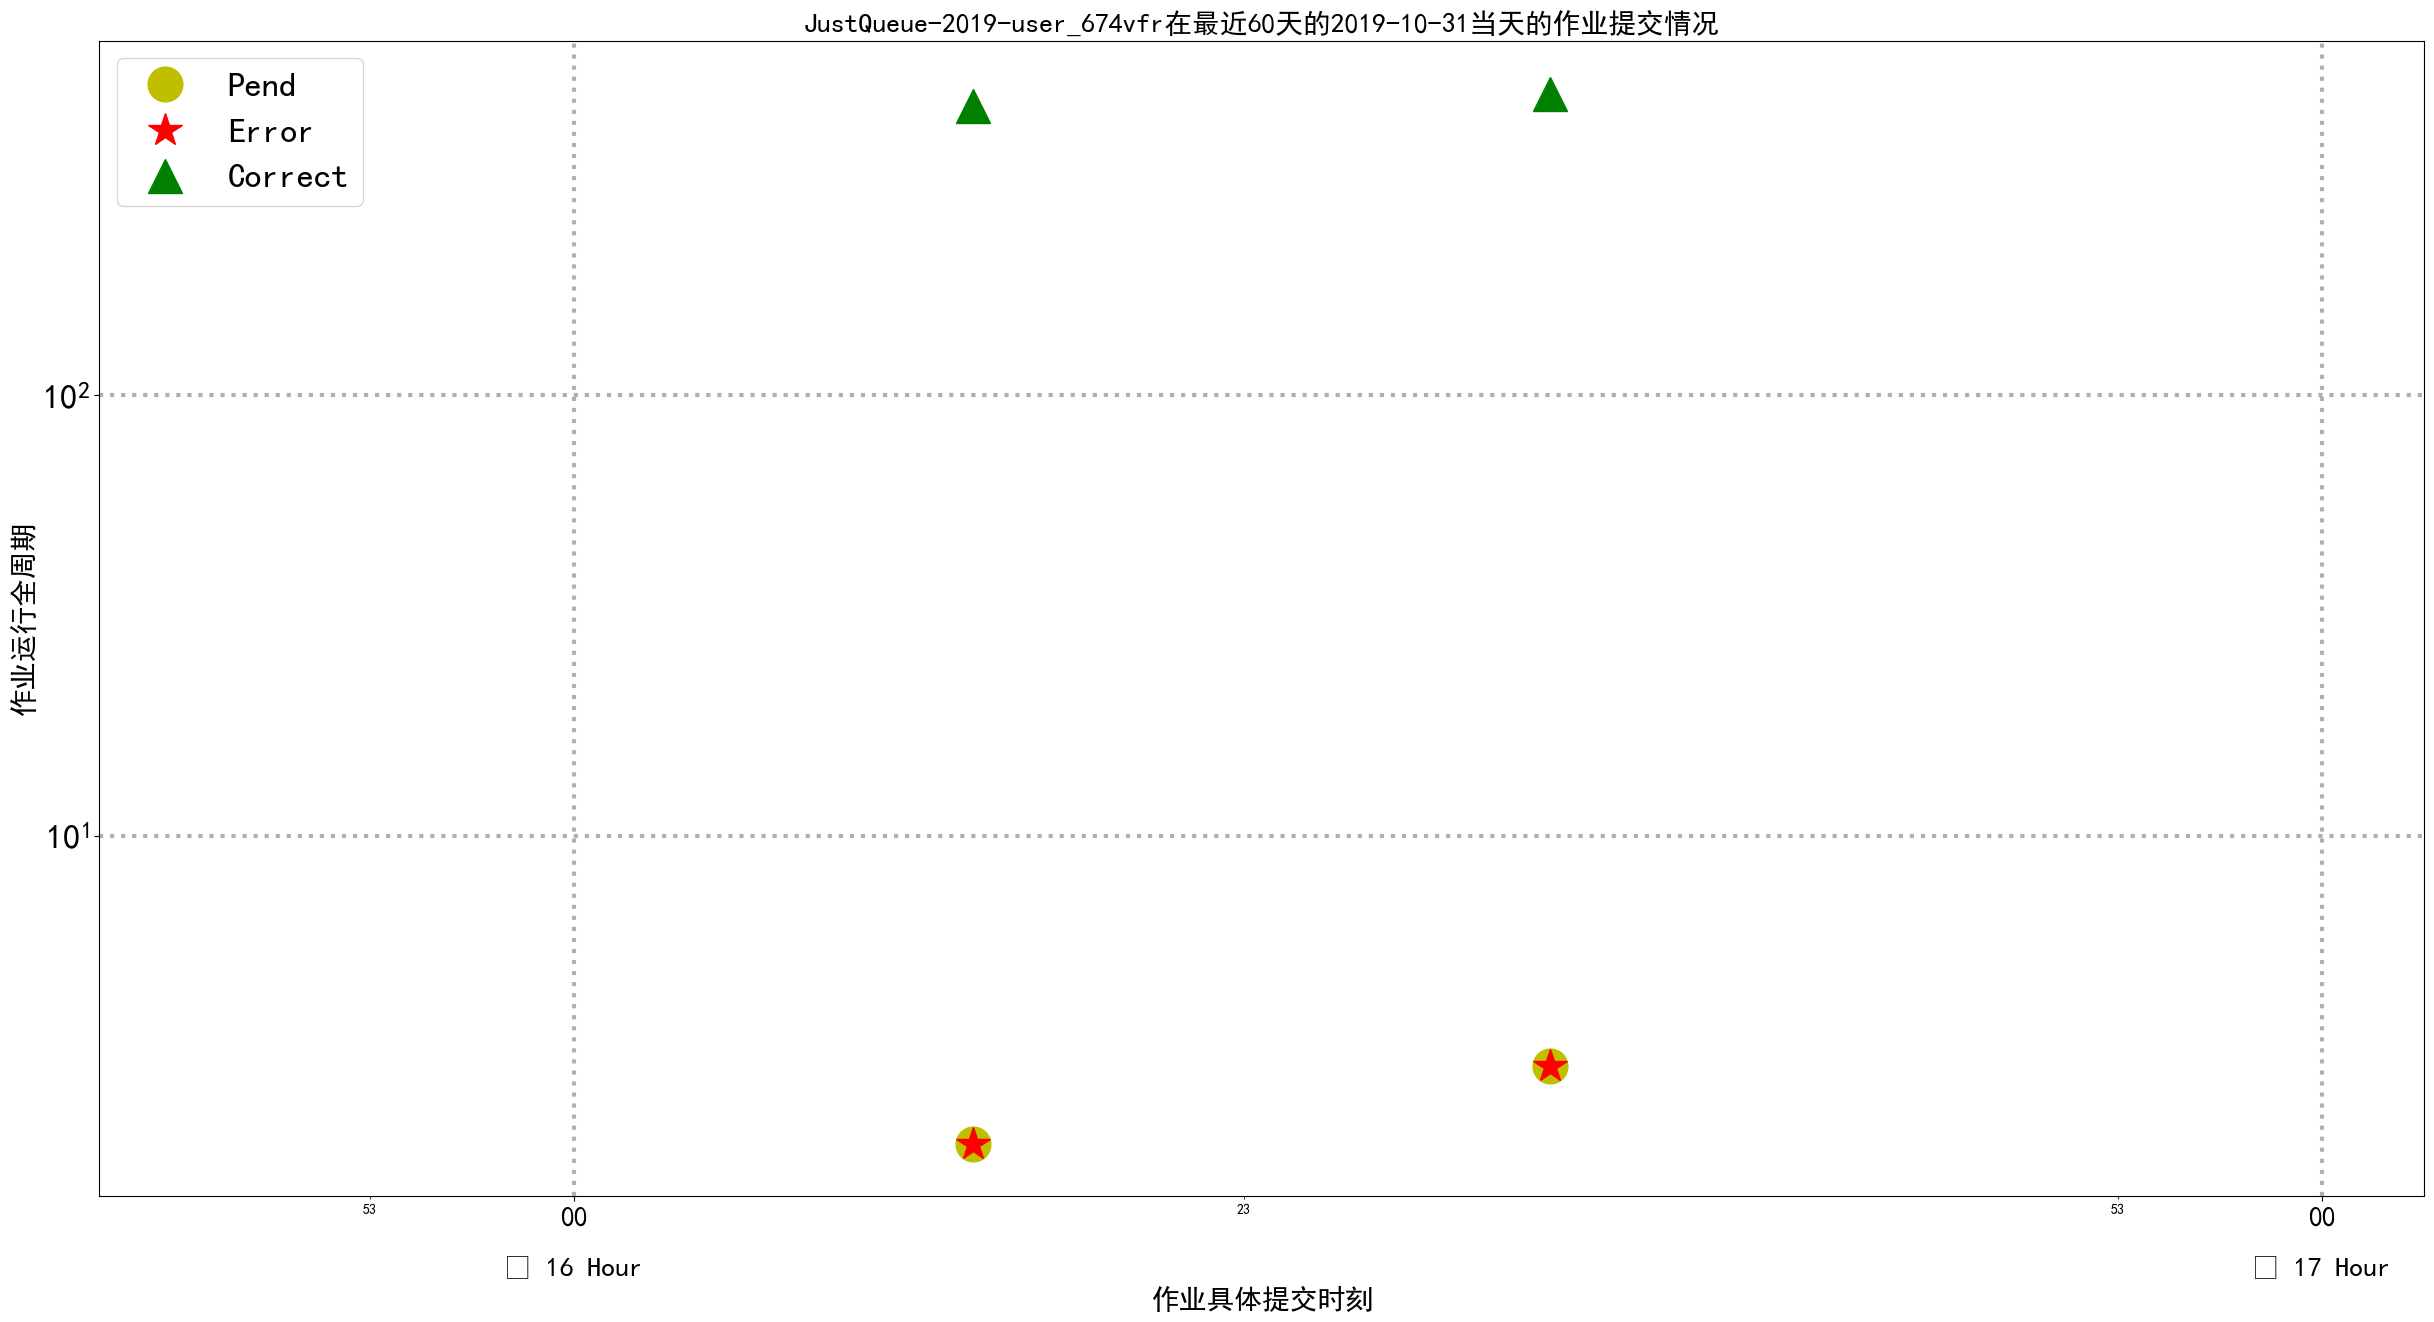 JustQueue-2019-user_674vfr在最近60天的2019-10-31当天的作业提交情况
Pend
Error
Correct
10²
10¹
作业运行全周期
53
00
23
53
00
□ 16 Hour
□ 17 Hour
作业具体提交时刻